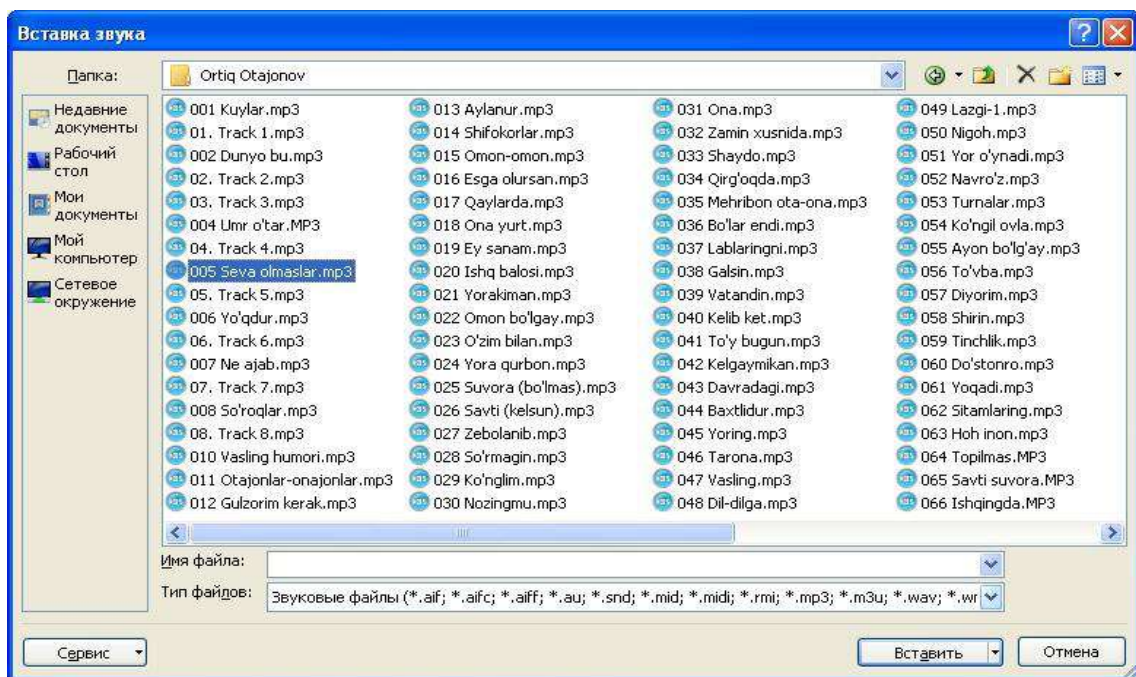 Вставка звука
Папка:
Ortiq Otajonov
Недавние
документы
Рабочий
стол
Мои
документы
Мой
компьютер
Сетевое
окружение
001 Kuylar.mp3
01. Track 1.mp3
002 Dunyo bu.mp3
02. Track 2.mp3
03. Track 3.mp3
004 Umr o'tar.MP3
04. Track 4.mp3
005 Seva olmaslar.mp3
05. Track 5.mp3
006 Yo'qdur.mp3
06. Track 6.mp3
007 Ne ajab.mp3
07. Track 7.mp3
008 So'roqlar.mp3
08. Track 8.mp3
010 Vasling humori.mp3
011 Otajonlar-onajonlar.mp3
012 Gulzorim kerak.mp3
013 Aylanur.mp3
014 Shifokorlar.mp3
015 Omon-omon.mp3
016 Esga olursan.mp3
017 Qaylarda.mp3
018 Ona yurt.mp3
019 Ey sanam.mp3
020 Ishq balosi.mp3
021 Yorakiman.mp3
022 Omon bo'lgay.mp3
023 O'zim bilan.mp3
024 Yora qurbon.mp3
025 Suvora (bo'lmas).mp3
026 Savti (kelsun).mp3
027 Zebolanib.mp3
028 So'rmagin.mp3
029 Ko'nglim.mp3
030 Nozingmu.mp3
031 Ona.mp3
032 Zamin xusnida.mp3
033 Shaydo.mp3
034 Qirg'oqda.mp3
035 Mehribon ota-ona.mp3
036 Bo'lar endi.mp3
037 Lablaringni.mp3
038 Galsin.mp3
039 Vatandin.mp3
040 Kelib ket.mp3
041 To'y bugun.mp3
042 Kelgaymikan.mp3
043 Davradagi.mp3
044 Baxtlidur.mp3
045 Yoring.mp3
046 Tarona.mp3
047 Vasling.mp3
048 Dil-dilga.mp3
049 Lazgi-1.mp3
050 Nigoh.mp3
051 Yor o'ynadi.mp3
052 Navro'z.mp3
053 Turnalar.mp3
054 Ko'ngil ovla.mp3
055 Ayon bo'lg'ay.mp3
056 To'vba.mp3
057 Diyorim.mp3
058 Shirin.mp3
059 Tinchlik.mp3
060 Do'stonro.mp3
061 Yoqadi.mp3
062 Sitamlaring.mp3
063 Hoh inon.mp3
064 Topilmas.MP3
065 Savti suvora.MP3
066 Ishqingda.MP3
Имя файла:
Тип файлов:
Звуковые файлы (*.aif; *.aifc; *.aiff; *.au; *.snd; *.mid; *.midi; *.rmi; *.mp3; *.m3u; *.wav;
Сервис
Вставить
Отмена